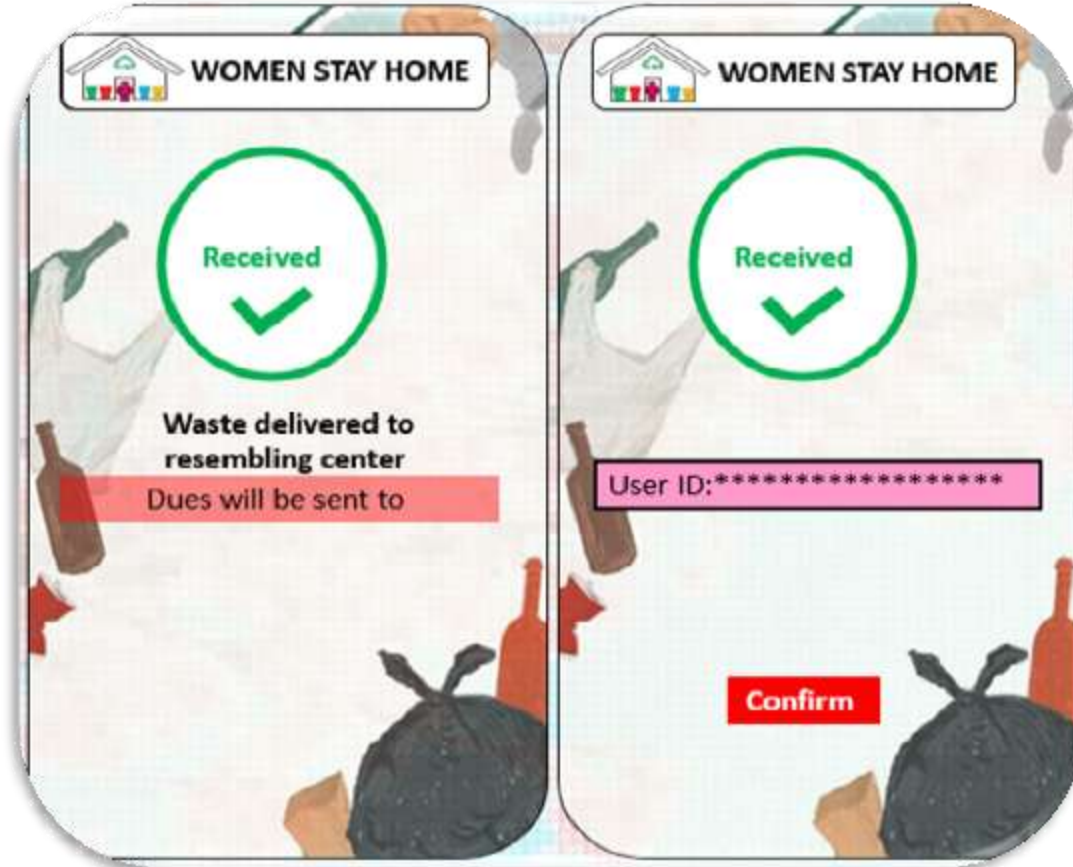 WOMEN STAY HOME
Received
Waste delivered to
resembling center
Dues will be sent to
WOMEN STAY HOME
Received
User ID:******************
Confirm